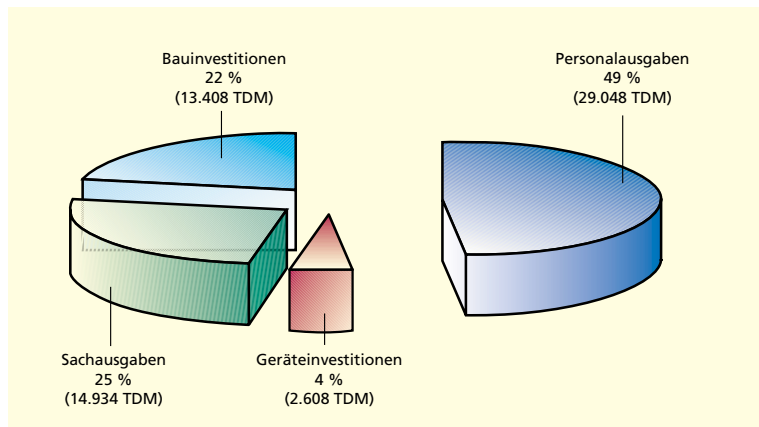 Bauinvestitionen
22 %
(13.408 TDM)
Personalausgaben
49 %
(29.048 TDM)
Sachausgaben
25 %
(14.934 TDM)
Geräteinvestitionen
4 %
(2.608 TDM)